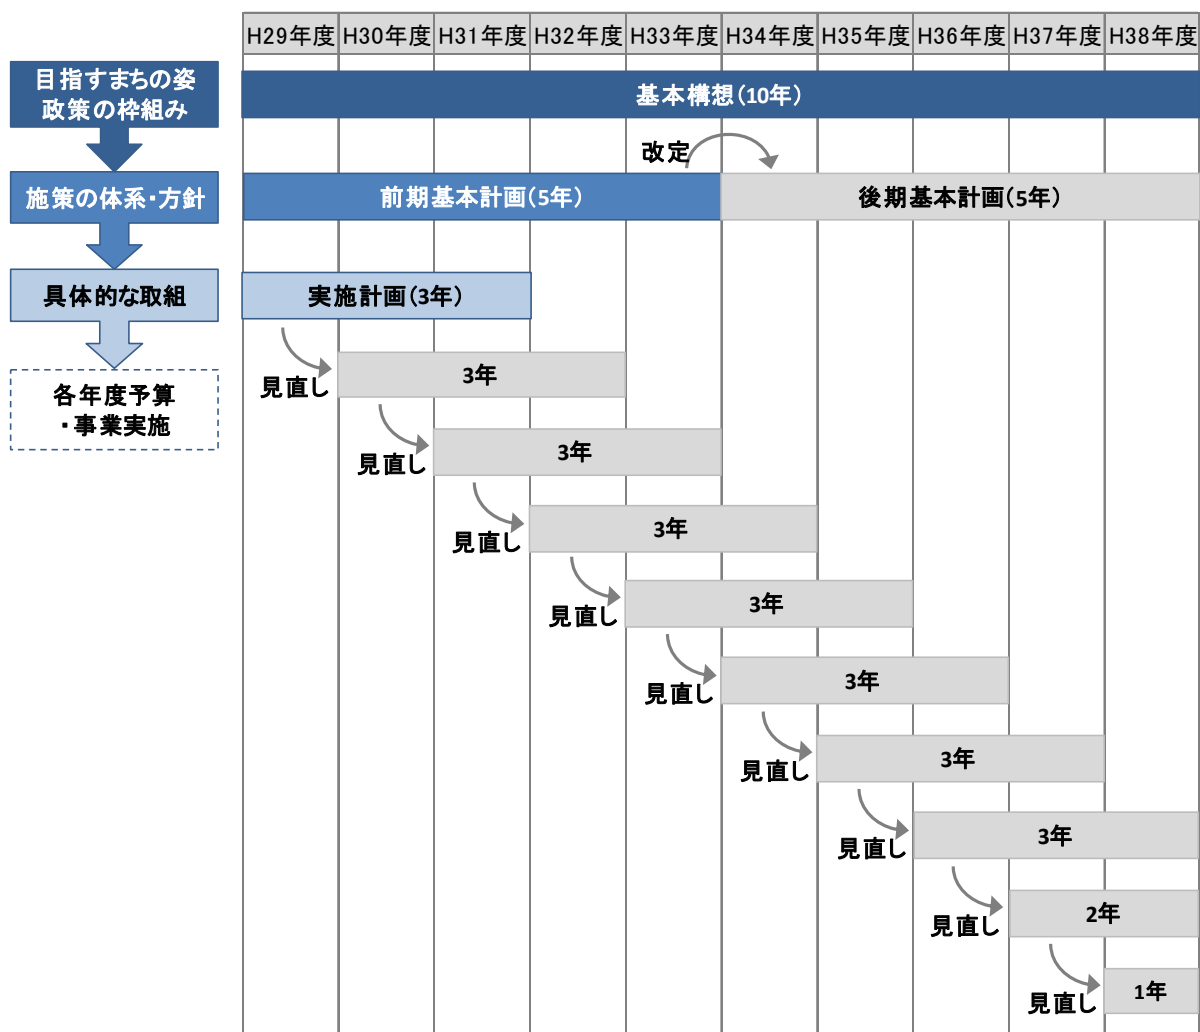 H29年度 H30年度 H31年度 H32年度 H33年度 H34年度 H35年度 H36年度 H37年度 H38年度
目指すまちの姿
政策の枠組み
基本構想(10年)
改定
施策の体系・方針
前期基本計画(5年)
後期基本計画(5年)
具体的な取組
実施計画(3年)
見直し
3年
各年度予算
・事業実施
見直し
3年
見直し
3年
見直し
3年
見直し
3年
見直し
3年
見直し
3年
見直し
2年
見直し
1年